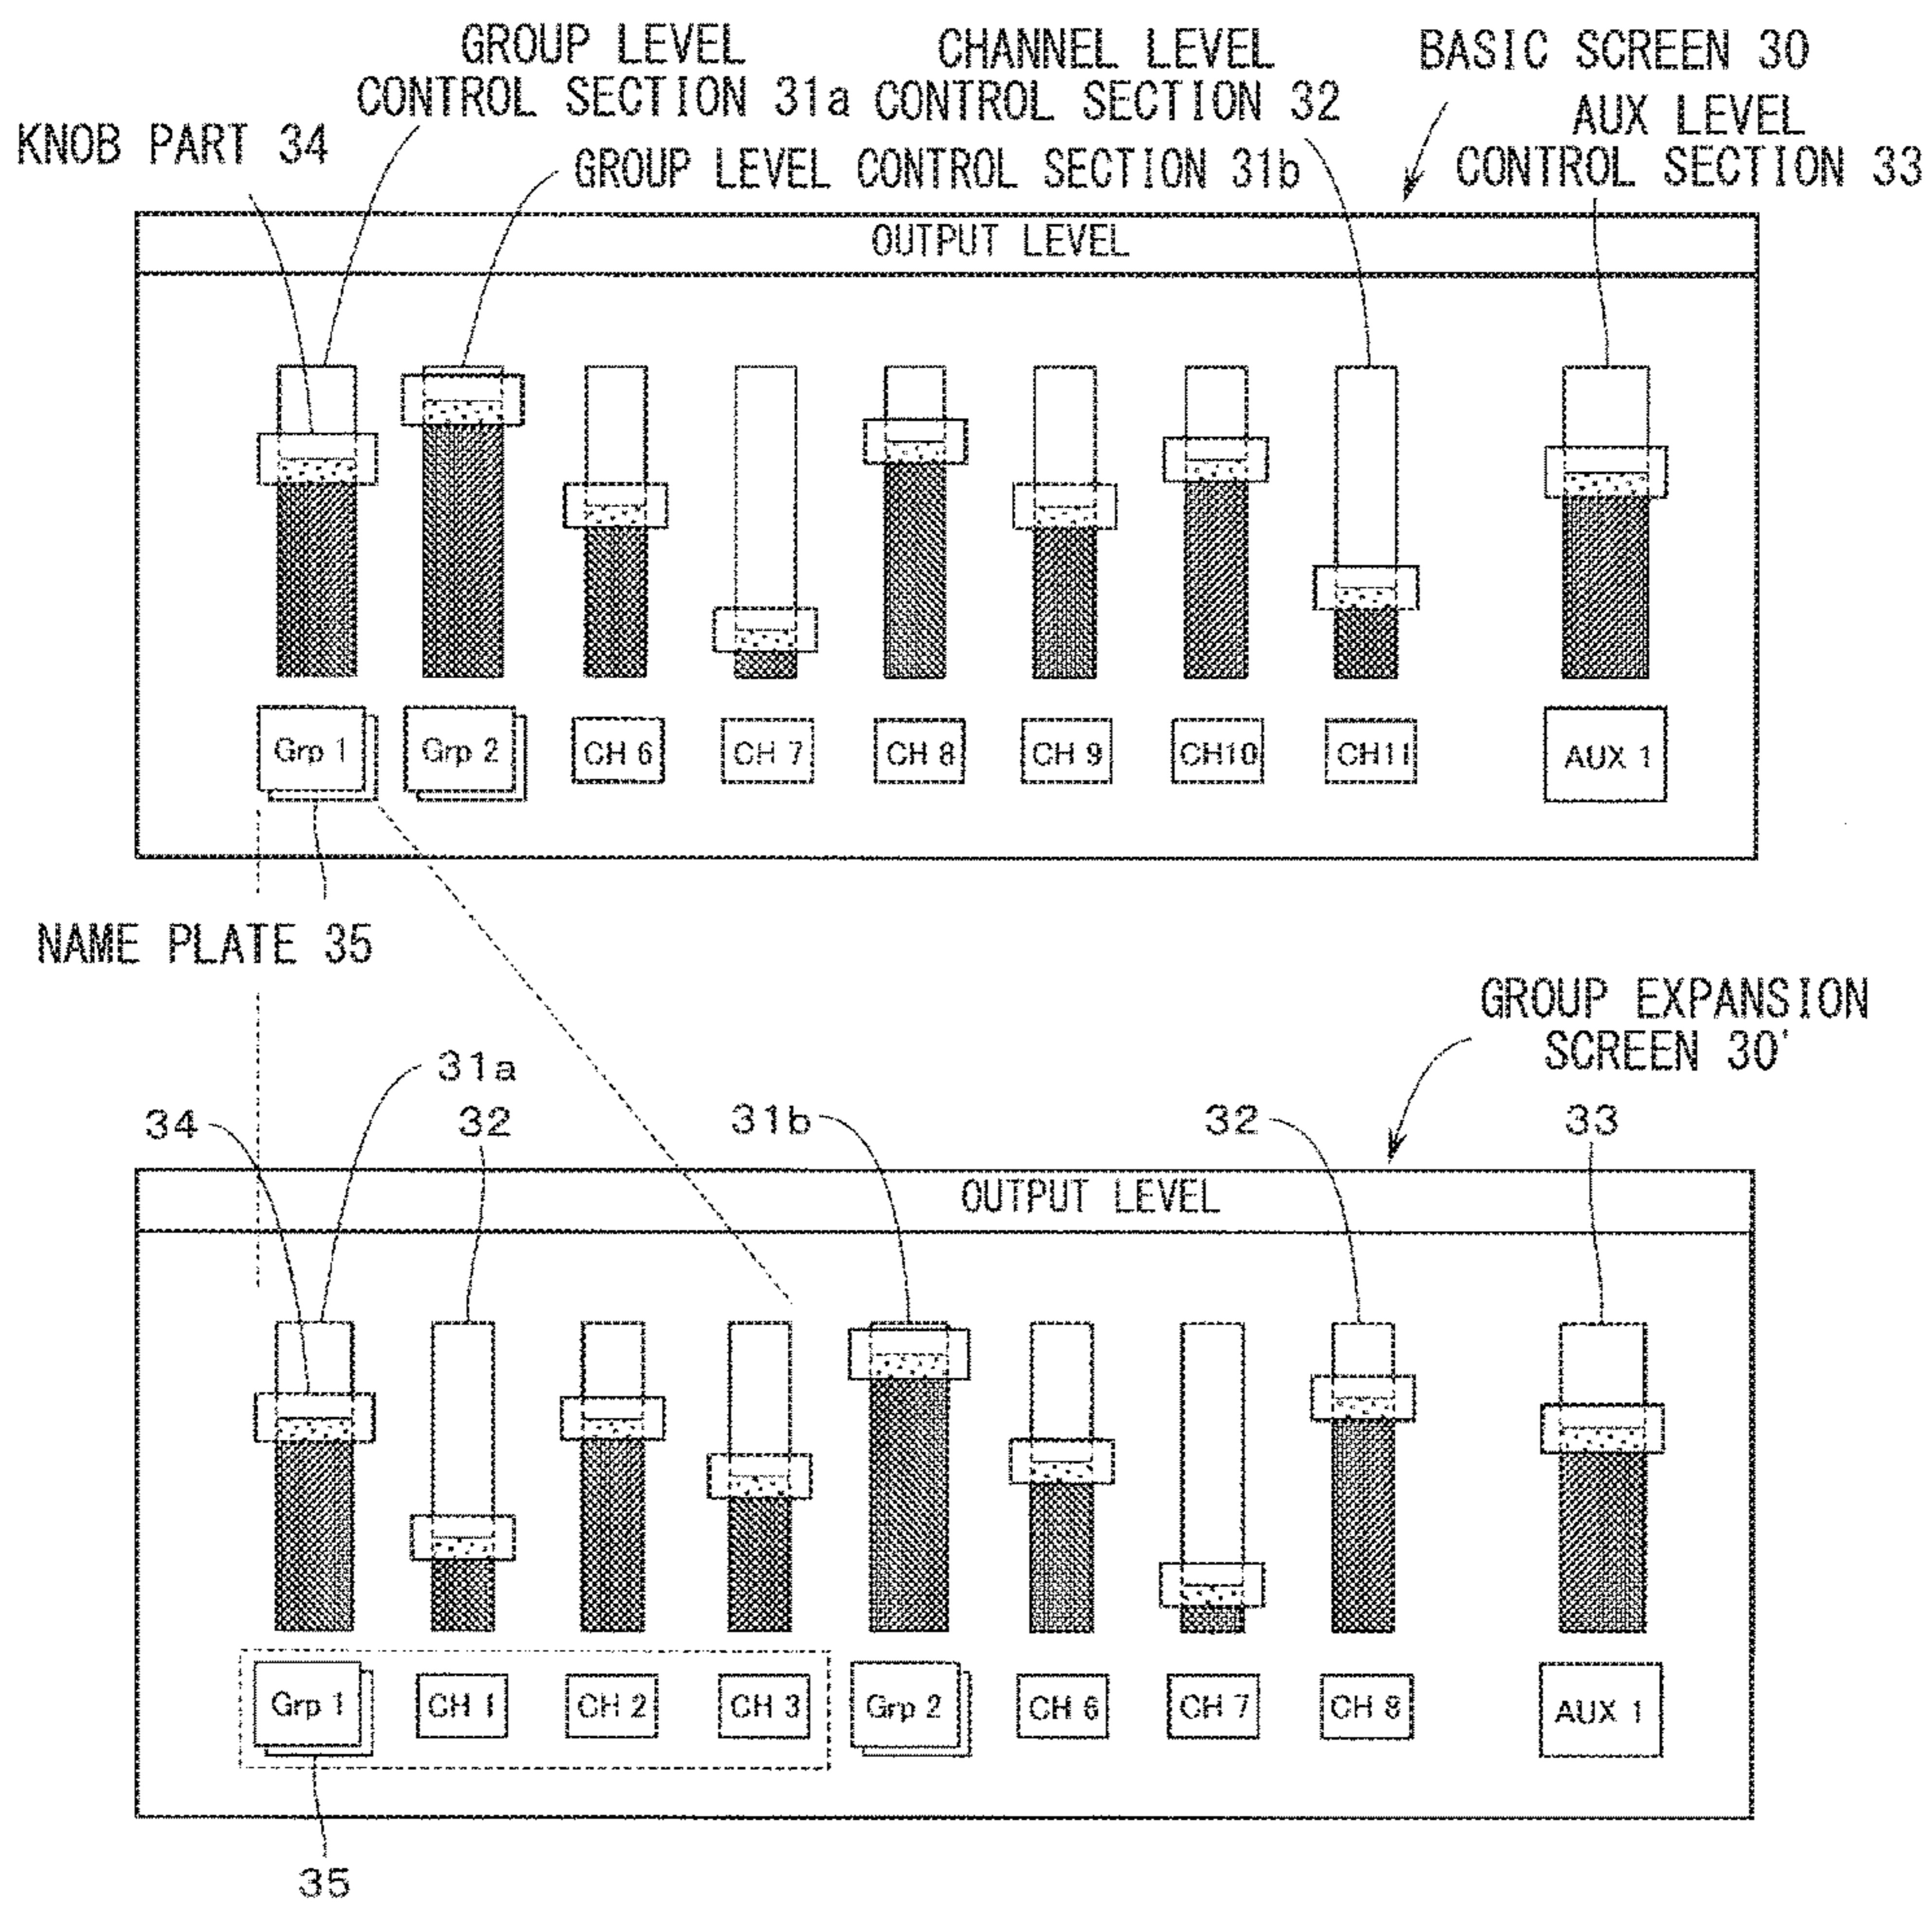 GROUP LEVEL
CONTROL SECTION 31a
CHANNEL LEVEL
CONTROL SECTION 32
BASIC SCREEN 30
AUX LEVEL
CONTROL SECTION 33
KNOB PART 34
GROUP LEVEL CONTROL SECTION 31b
OUTPUT LEVEL
Grp 1
Grp 2
CH 6
CH 7
CH 8
CH 9
CH10
CH11
AUX 1
NAME PLATE 35
GROUP EXPANSION
SCREEN 30'
31a
34
32
31b
32
33
OUTPUT LEVEL
Grp 1
CH 1
CH 2
CH 3
Grp 2
CH 6
CH 7
CH 8
AUX 1
35